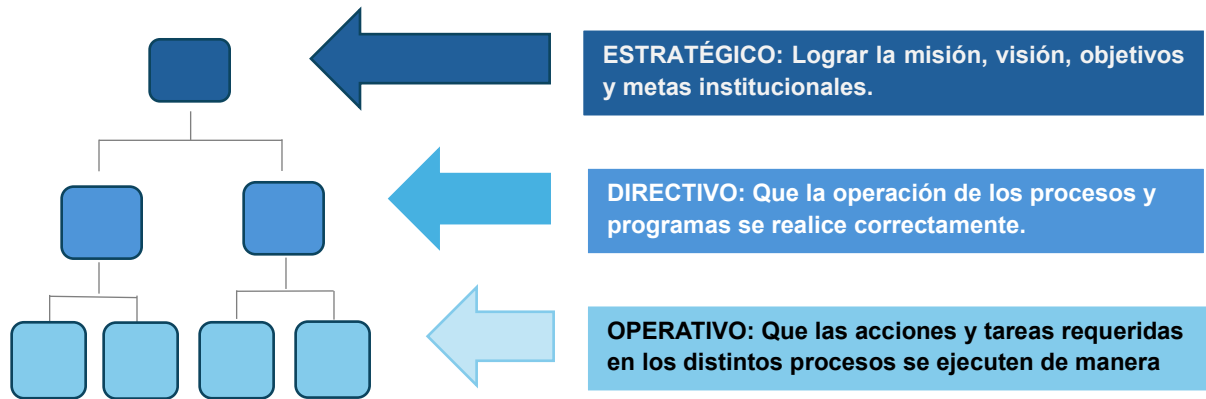 ESTRATÉGICO: Lograr la misión, visión, objetivos
y metas institucionales.
DIRECTIVO: Que la operación de los procesos y
programas se realice correctamente.
OPERATIVO: Que las acciones y tareas requeridas
en los distintos procesos se ejecuten de manera